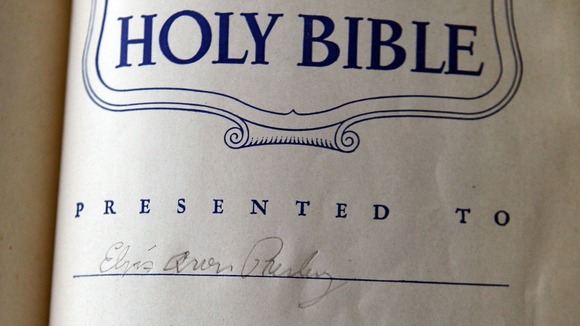 HOLY BIBLE
PRESENTED TO
Elvis Aron Presley